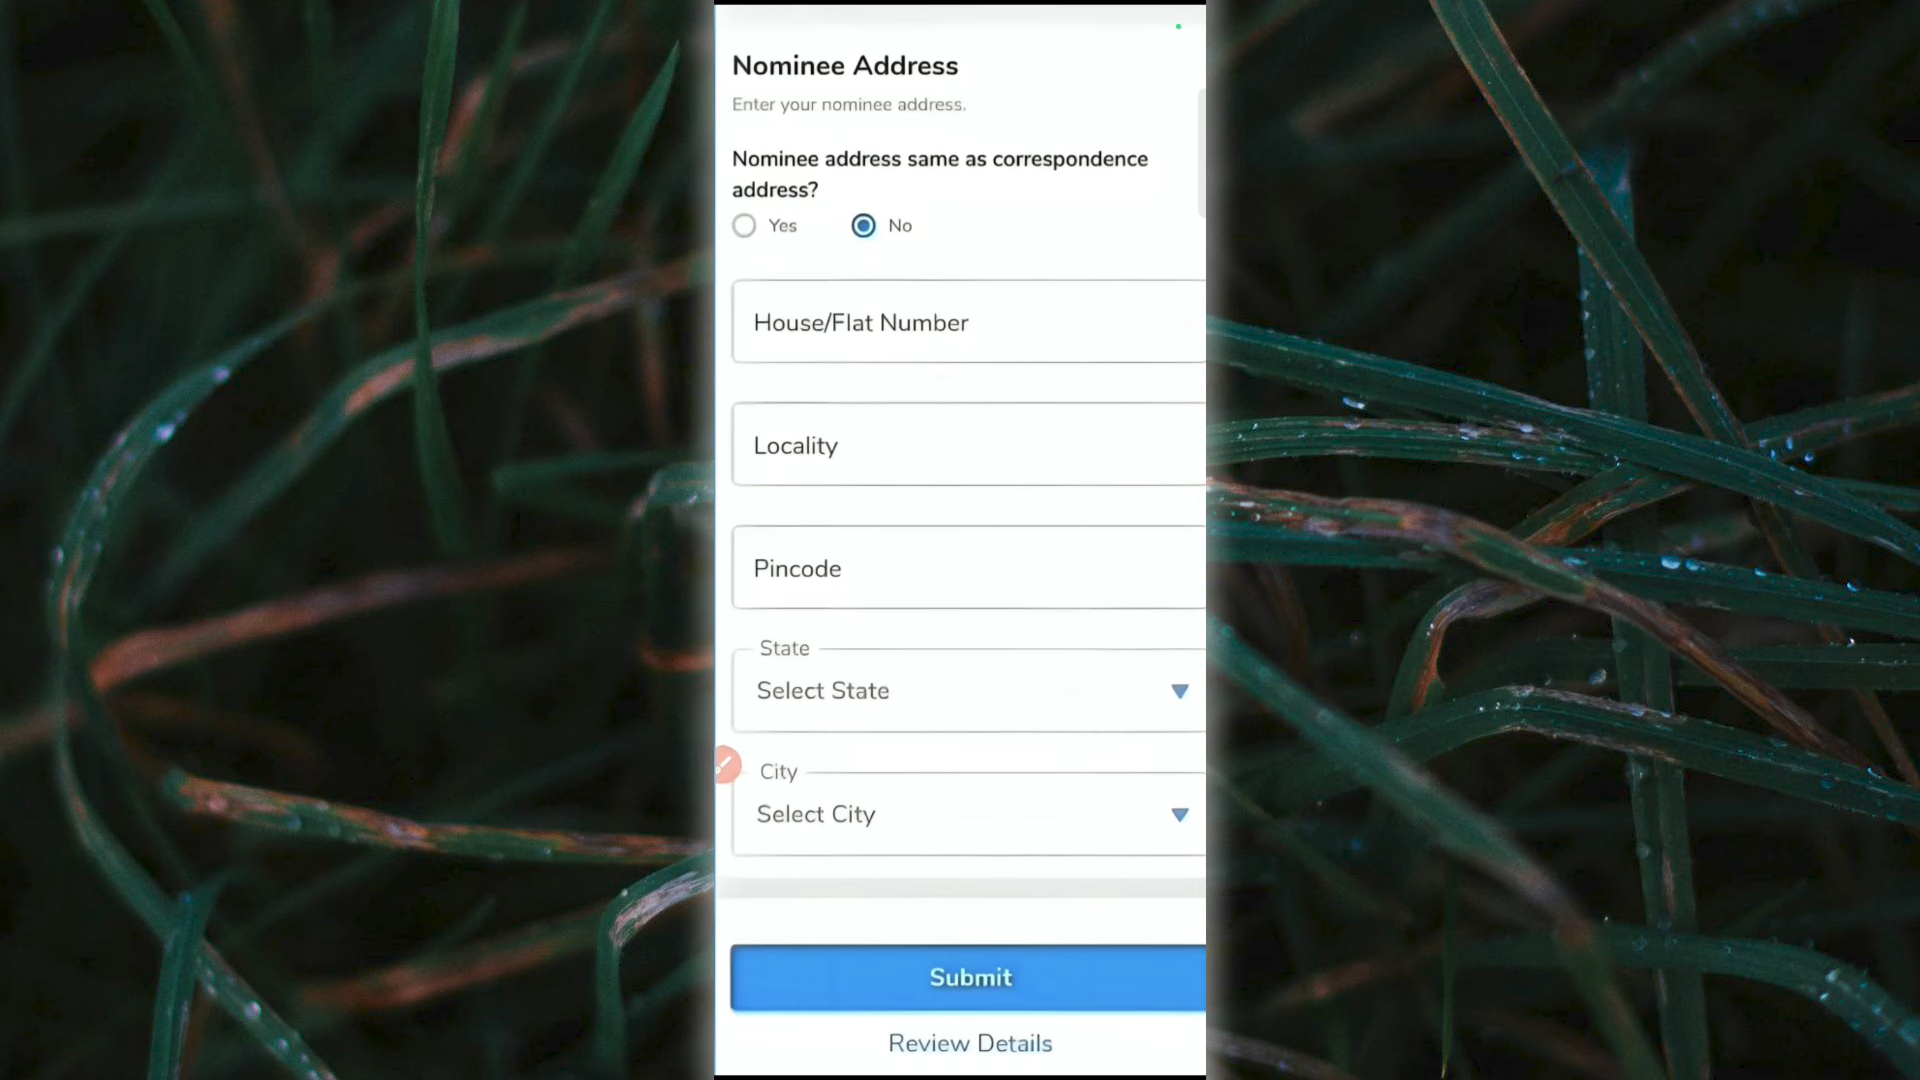 Nominee Address
Enter your nominee address.
Nominee address same as correspondence
address?
Yes No
House/Flat Number
Locality
Pincode
State
Select State
City
Select City
Submit
Review Details